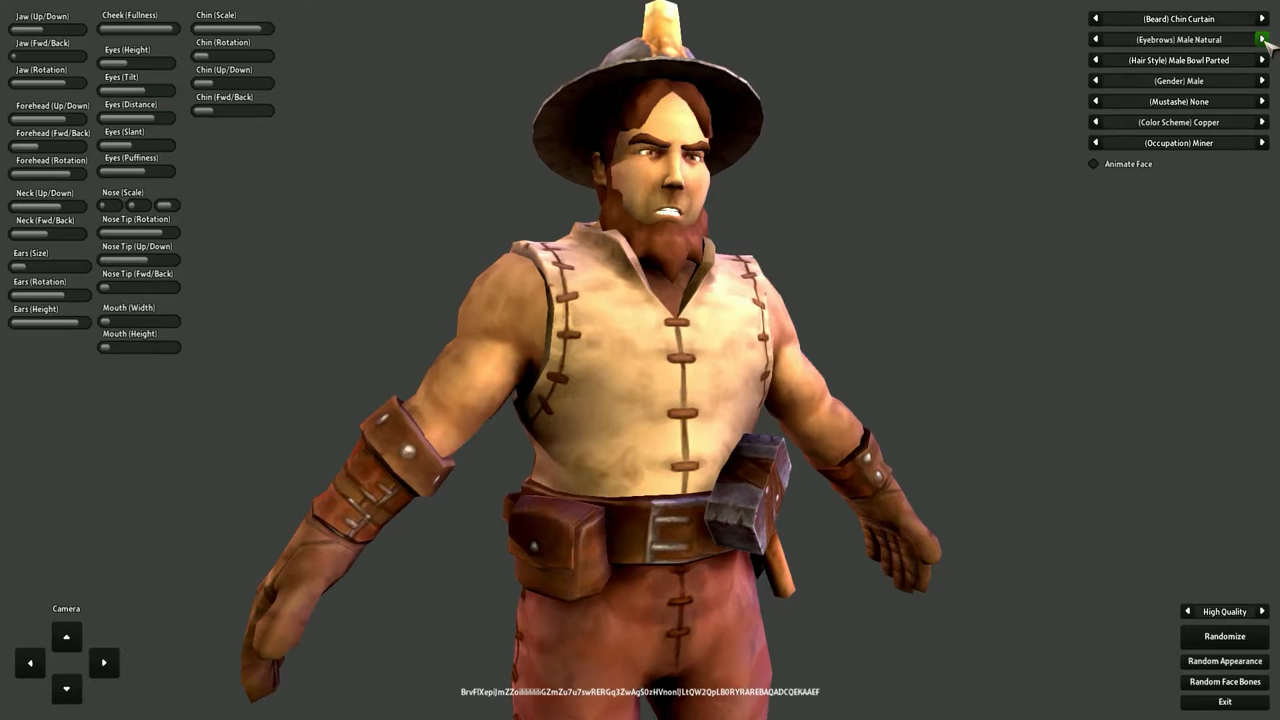 Jaw (Up/Down)
Jaw (Fwd/Back)
Jaw (Rotation)
Forehead (Up/Down)
Forehead (Fwd/Back)
Forehead (Rotation)
Neck (Up/Down)
Neck (Fwd/Back)
Ears (Size)
Ears (Rotation)
Ears (Height)
Cheek (Fullness)
Eyes (Height)
Eyes (Tilt)
Eyes (Distance)
Eyes (Slant)
Eyes (Puffiness)
Nose (Scale)
Nose Tip (Rotation)
Nose Tip (Up/Down)
Nose Tip (Fwd/Back)
Mouth (Width)
Mouth (Height)
Chin (Scale)
Chin (Rotation)
Chin (Up/Down)
Chin (Fwd/Back)
(Beard) Chin Curtain
(Eyebrows) Male Natural
(Hair Style) Male Bowl Parted
(Gender) Male
(Mustashe) None
(Color Scheme) Copper
(Occupation) Miner
Animate Face
Camera
High Quality
Randomize
Random Appearance
Random Face Bones
Exit